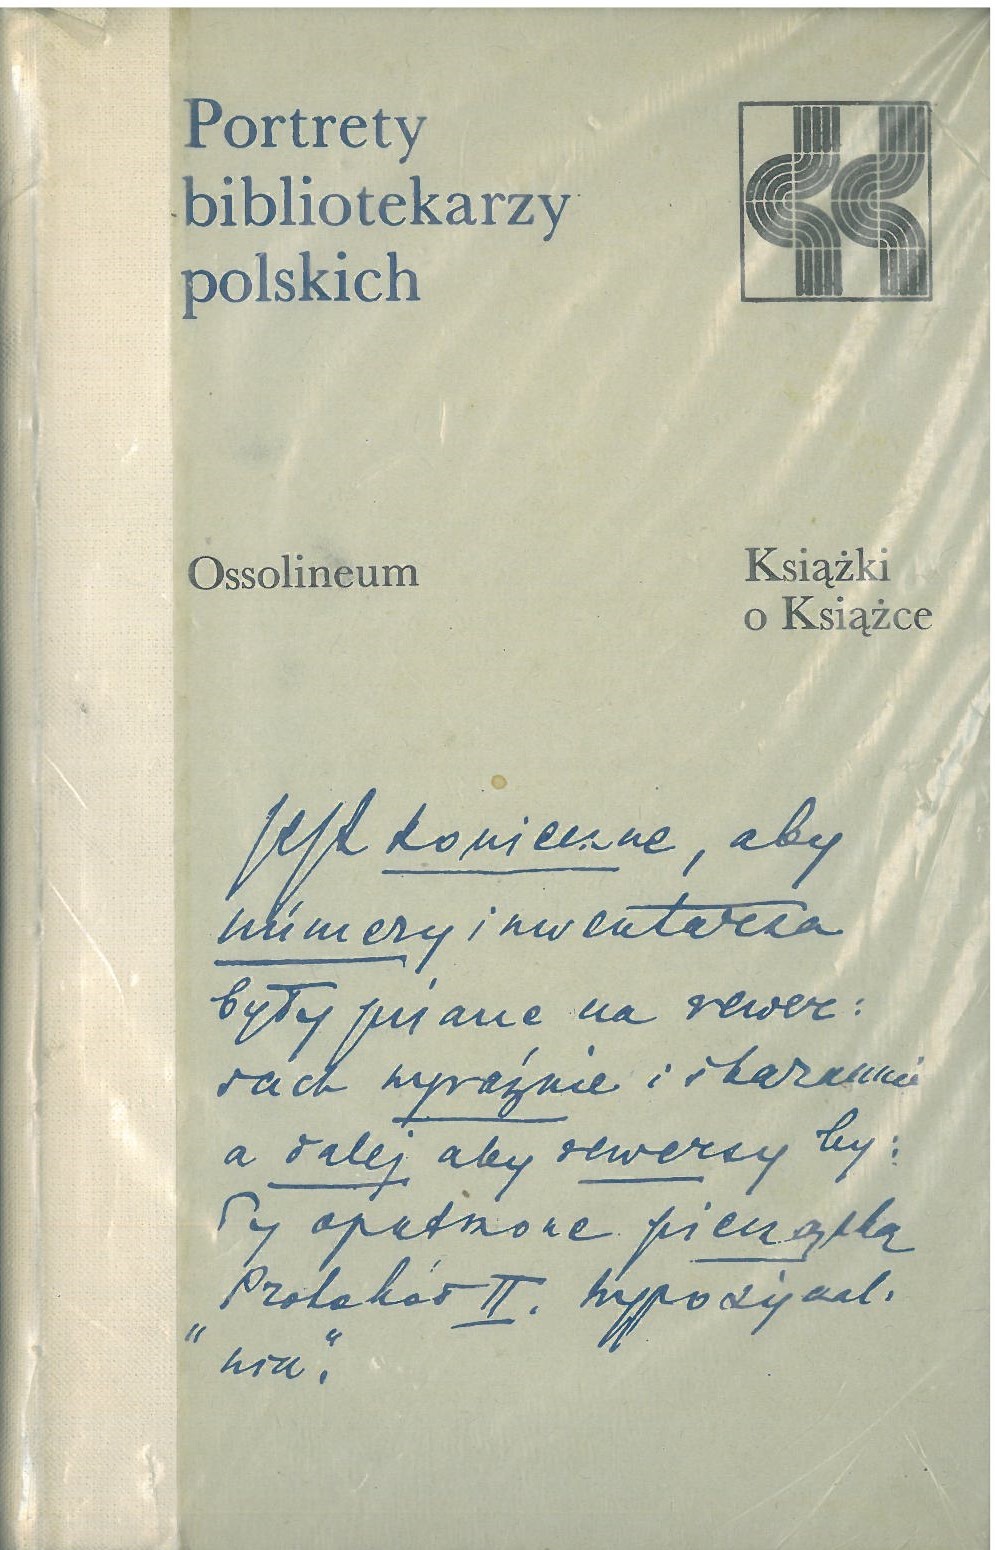 Portrety
bibliotekarzy
polskich
Ossolineum
Książki
o Książce
jest konieczne, aby
numery inwentarza
były pisane na rewer:
sach wyraźnie i starannie
a dalej aby rewersy by:
ły opatrzone pieczątką
Protokół II. Wypożyczal.
"nia".